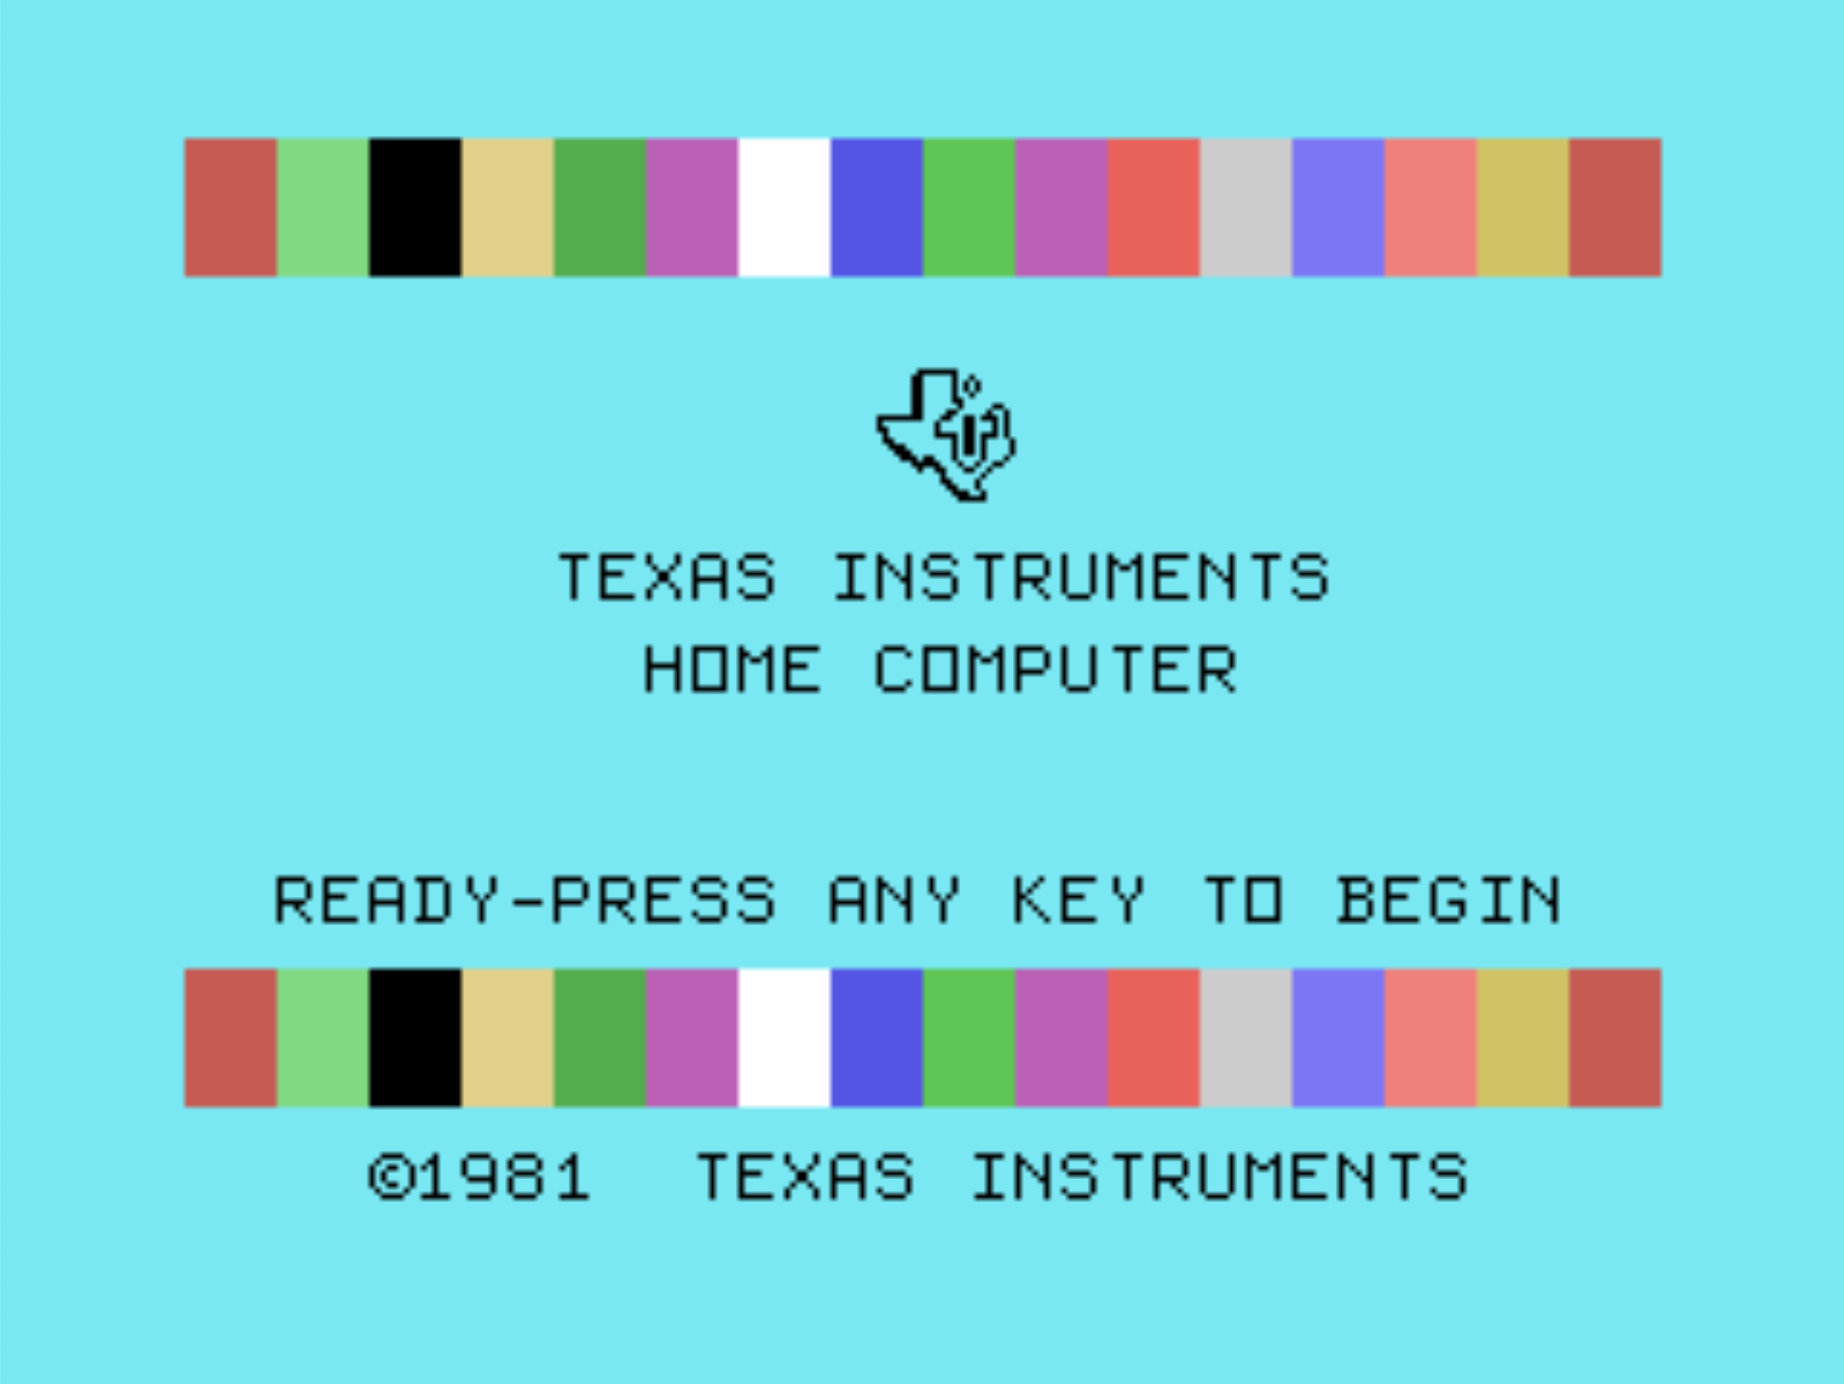 TEXAS INSTRUMENTS
HOME COMPUTER
READY-PRESS ANY KEY TO BEGIN
©1981  TEXAS INSTRUMENTS